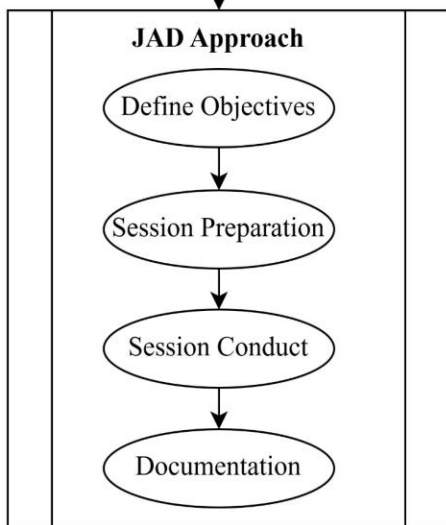 JAD Approach
Define Objectives
Session Preparation
Session Conduct
Documentation